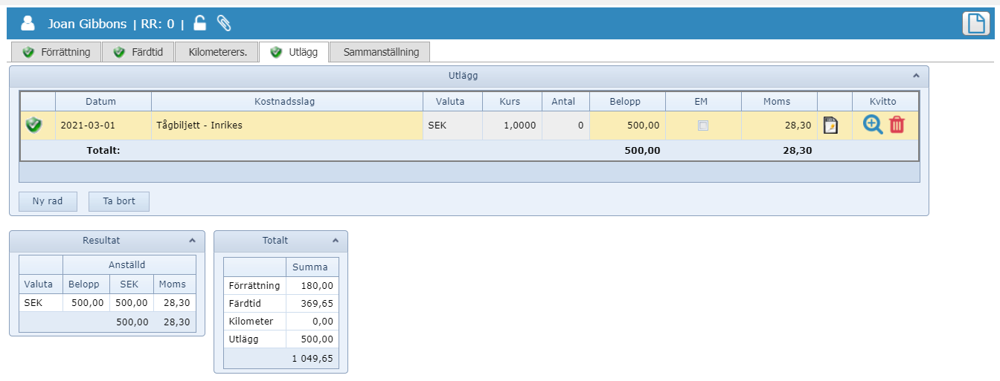 Joan Gibbons | RR: 0 |
Förrättning Färdtid Kilometerers. Utlägg Sammanställning
Utlägg
Datum Kostnadsslag Valuta Kurs Antal Belopp EM Moms Kvitto
2021-03-01 Tågbiljett - Inrikes SEK 1,0000 0 500,00 28,30
Totalt: 500,00 28,30
Ny rad Ta bort
Resultat
Anställd
Valuta Belopp SEK Moms
SEK 500,00 500,00 28,30
500,00 28,30
Totalt
Summa
Förrättning 180,00
Färdtid 369,65
Kilometer 0,00
Utlägg 500,00
1 049,65